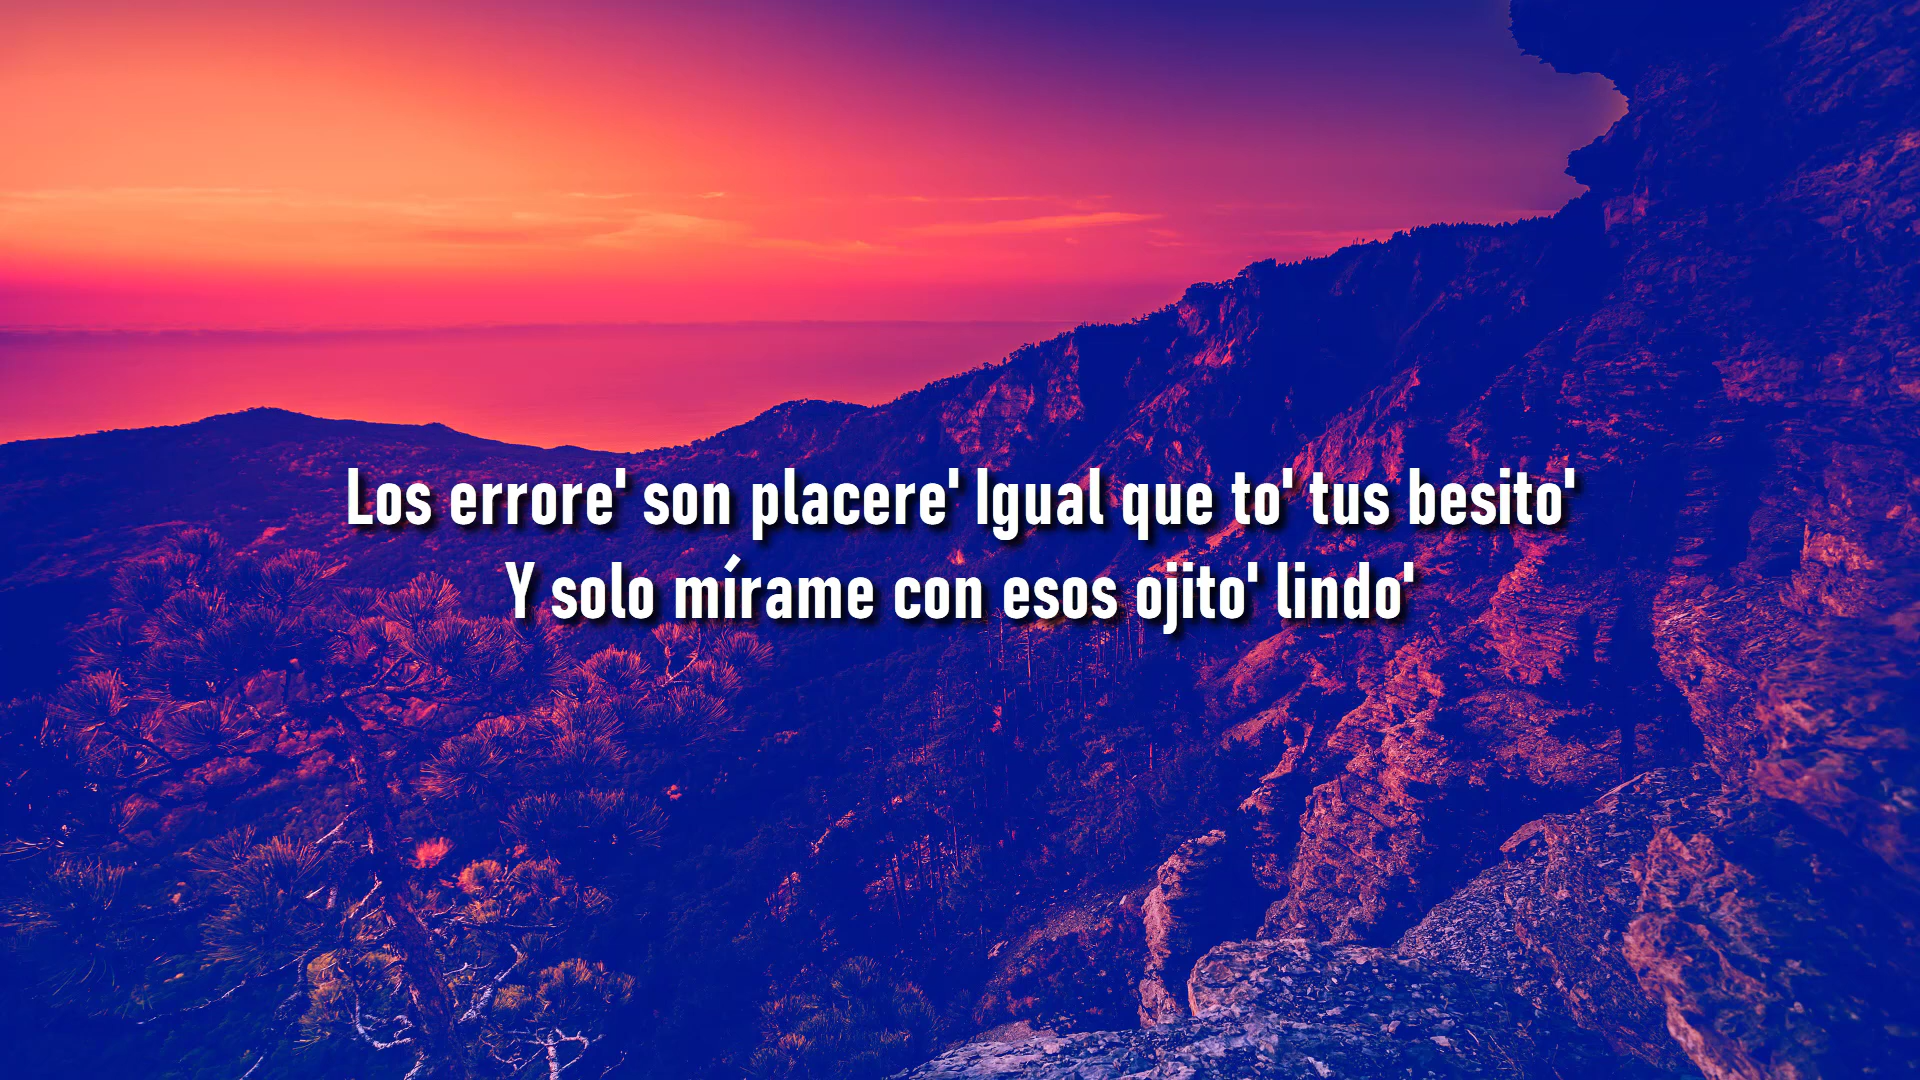 Los errore' son placere' Igual que to' tus besito'
Y solo mírame con esos ojito' lindo'